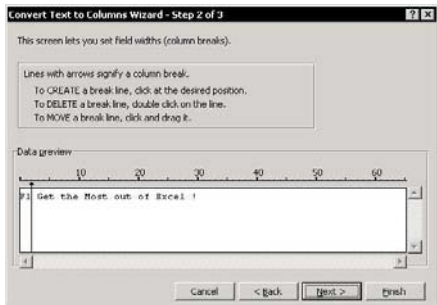 Convert Text to Columns Wizard - Step 2 of 3
This screen lets you set field widths (column breaks).
Lines with arrows signify a column break.
To CREATE a break line, click at the desired position.
To DELETE a break line, double click on the line.
To MOVE a break line, click and drag it.
Data preview
10 20 30 40 50 60
F1 Get the Most out of Excel !
Cancel < Back Next > Finish